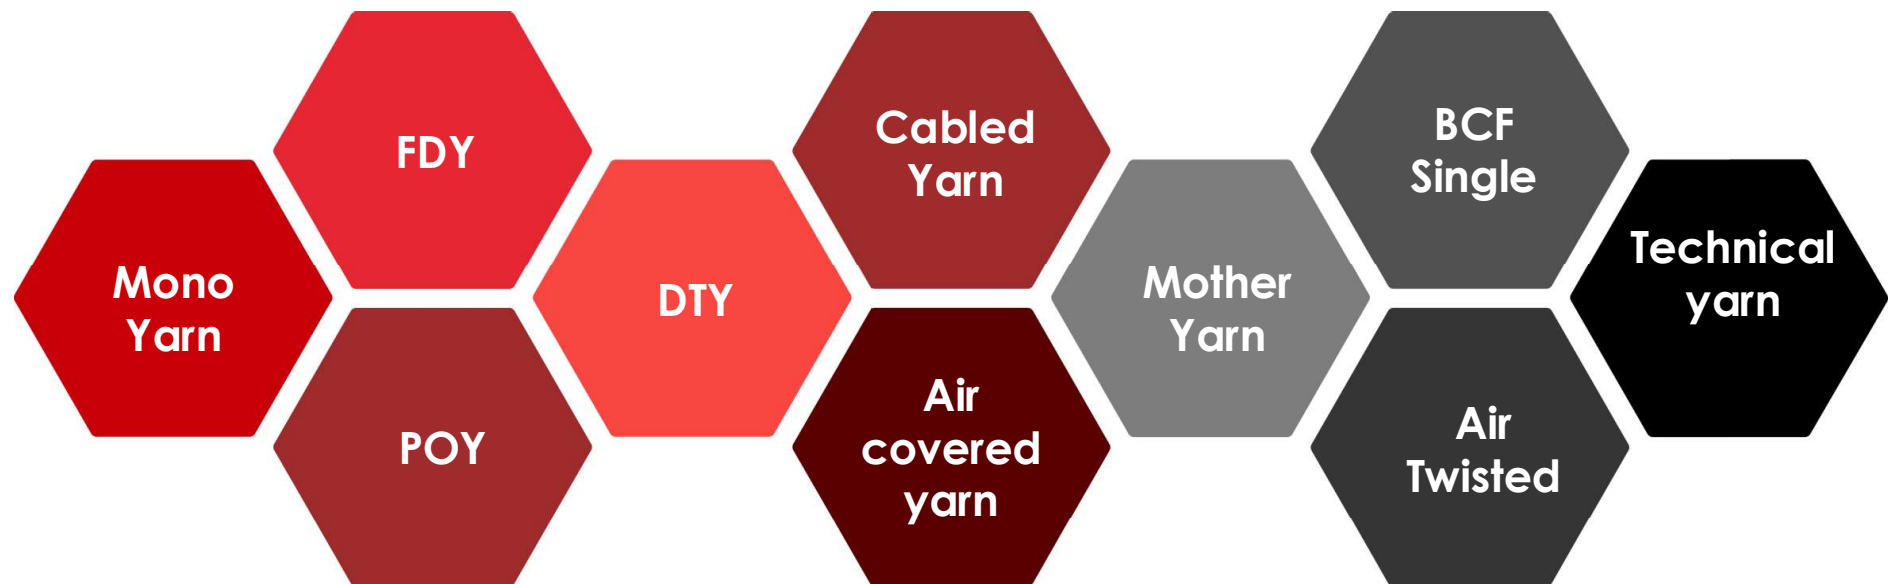 Mono
Yarn
FDY
POY
DTY
Cabled
Yarn
Air
covered
yarn
Mother
Yarn
BCF
Single
Air
Twisted
Technical
yarn